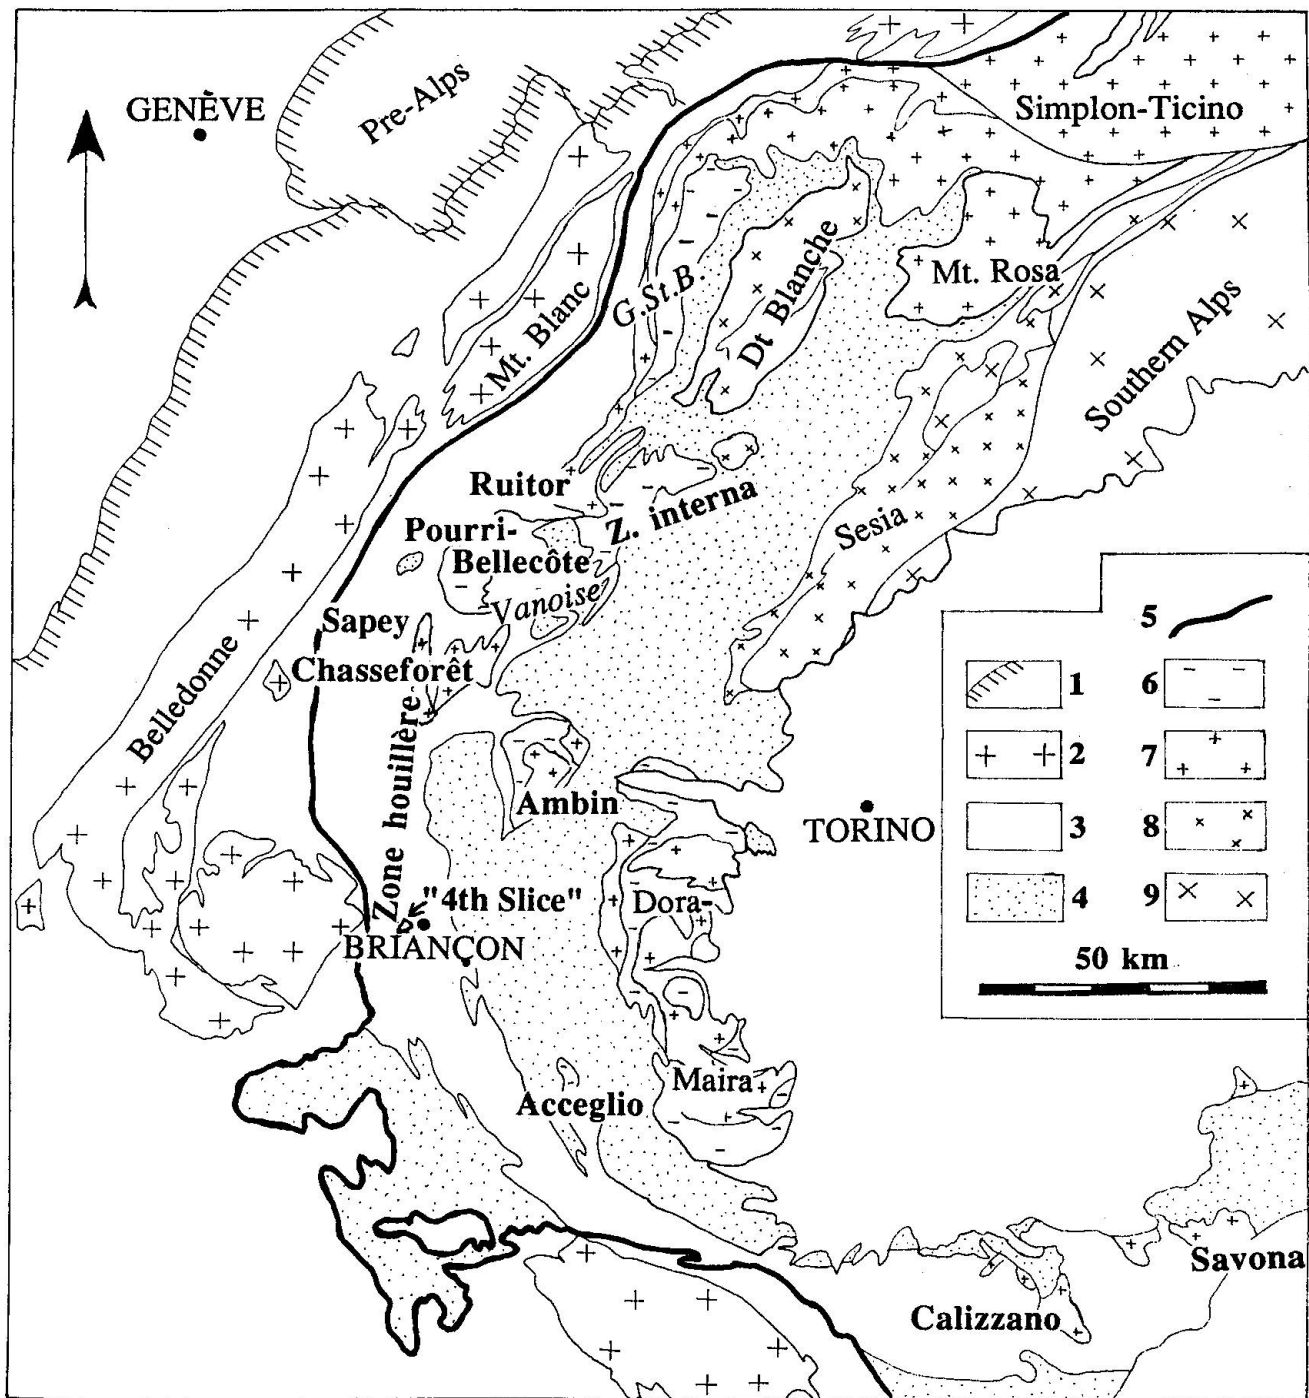 GENÈVE
Pre-Alps
Simplon-Ticino
Mt. Blanc
G.St.B.
Dt Blanche
Mt. Rosa
Southern Alps
Ruitor
Z. interna
Sesia
Pourri-
Bellecôte
Vanoise
Sapey
Chasseforêt
Belledonne
Zone houillère
Ambin
TORINO
"4th Slice"
BRIANÇON
Dora-
Maira
Acceglio
Savona
Calizzano
5
1
6
2
7
3
8
4
9
50 km